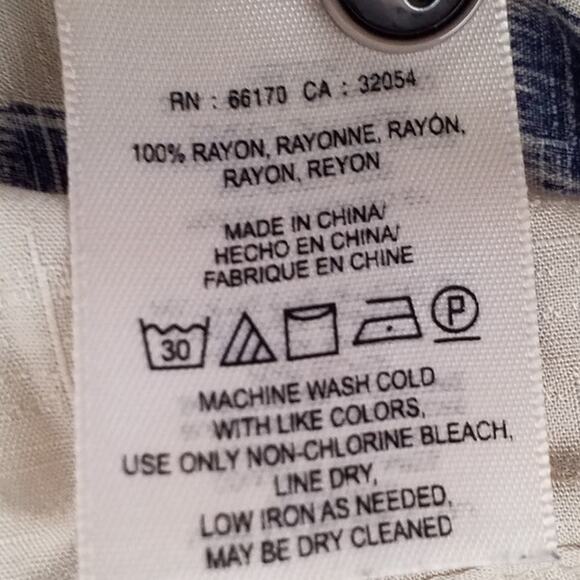 RN : 66170 CA : 32054
100% RAYON, RAYONNE, RAYÓN,
RAYON, REYON
MADE IN CHINA/
HECHO EN CHINA/
FABRIQUE EN CHINE
30 P
MACHINE WASH COLD
WITH LIKE COLORS,
USE ONLY NON-CHLORINE BLEACH,
LINE DRY,
LOW IRON AS NEEDED,
MAY BE DRY CLEANED